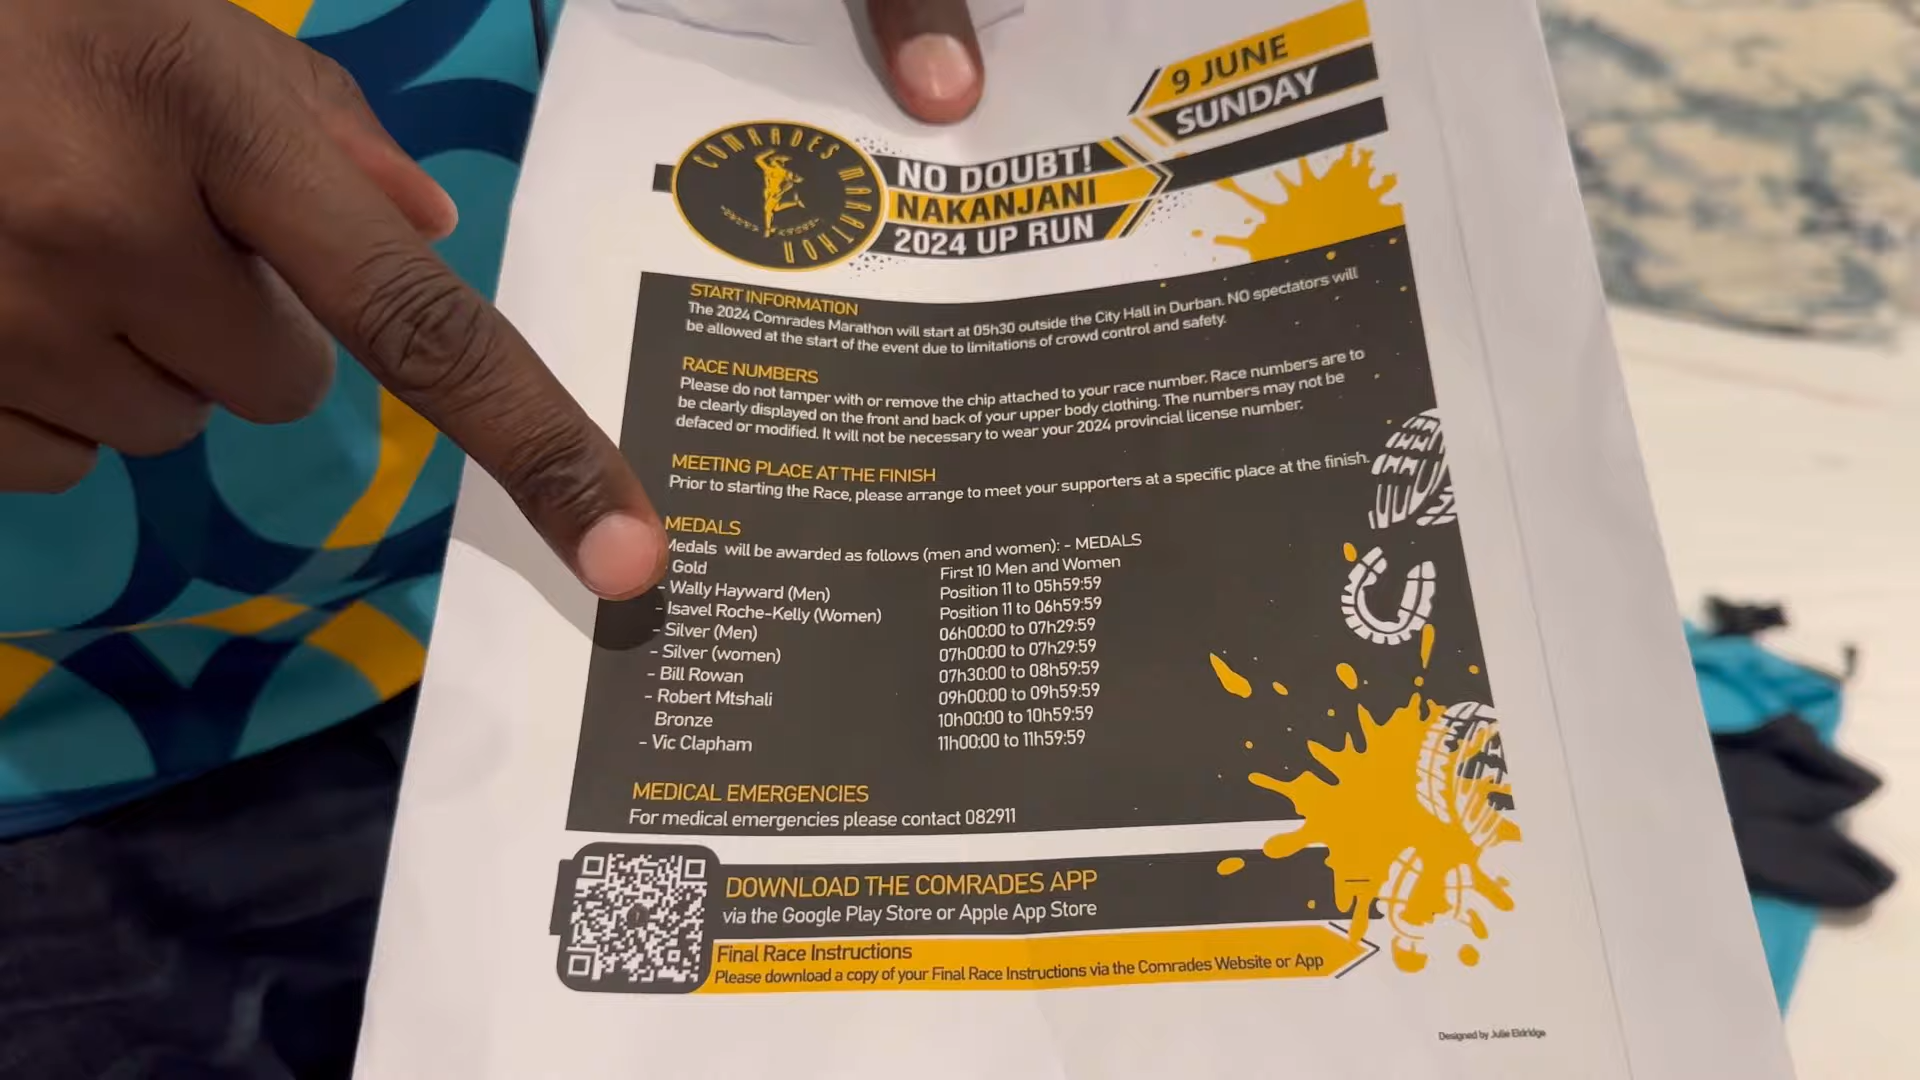 9 JUNE
SUNDAY
COMRADES MARATHON
NO DOUBT!
NAKANJANI
2024 UP RUN
START INFORMATION
The 2024 Comrades Marathon will start at 05h30 outside the City Hall in Durban. NO spectators will
be allowed at the start of the event due to limitations of crowd control and safety.
RACE NUMBERS
Please do not tamper with or remove the chip attached to your race number. Race numbers are to
be clearly displayed on the front and back of your upper body clothing. The numbers may not be
defaced or modified. It will not be necessary to wear your 2024 provincial license number.
MEETING PLACE AT THE FINISH
Prior to starting the Race, please arrange to meet your supporters at a specific place at the finish.
MEDALS
Medals will be awarded as follows (men and women): - MEDALS
Gold First 10 Men and Women
- Wally Hayward (Men) Position 11 to 05h59:59
- Isavel Roche-Kelly (Women) Position 11 to 06h59:59
- Silver (Men) 06h00:00 to 07h29:59
- Silver (women) 07h00:00 to 07h29:59
- Bill Rowan 07h30:00 to 08h59:59
- Robert Mtshali 09h00:00 to 09h59:59
Bronze 10h00:00 to 10h59:59
- Vic Clapham 11h00:00 to 11h59:59
MEDICAL EMERGENCIES
For medical emergencies please contact 082911
DOWNLOAD THE COMRADES APP
via the Google Play Store or Apple App Store
Final Race Instructions
Please download a copy of your Final Race Instructions via the Comrades Website or App
Designed by Julie Eldridge